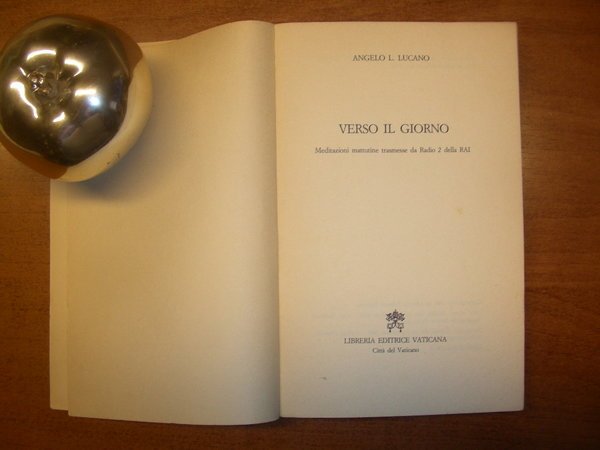 ANGELO L. LUCANO
VERSO IL GIORNO
Meditazioni mattutine trasmesse da Radio 2 della RAI
LIBRERIA EDITRICE VATICANA
Città del Vaticano